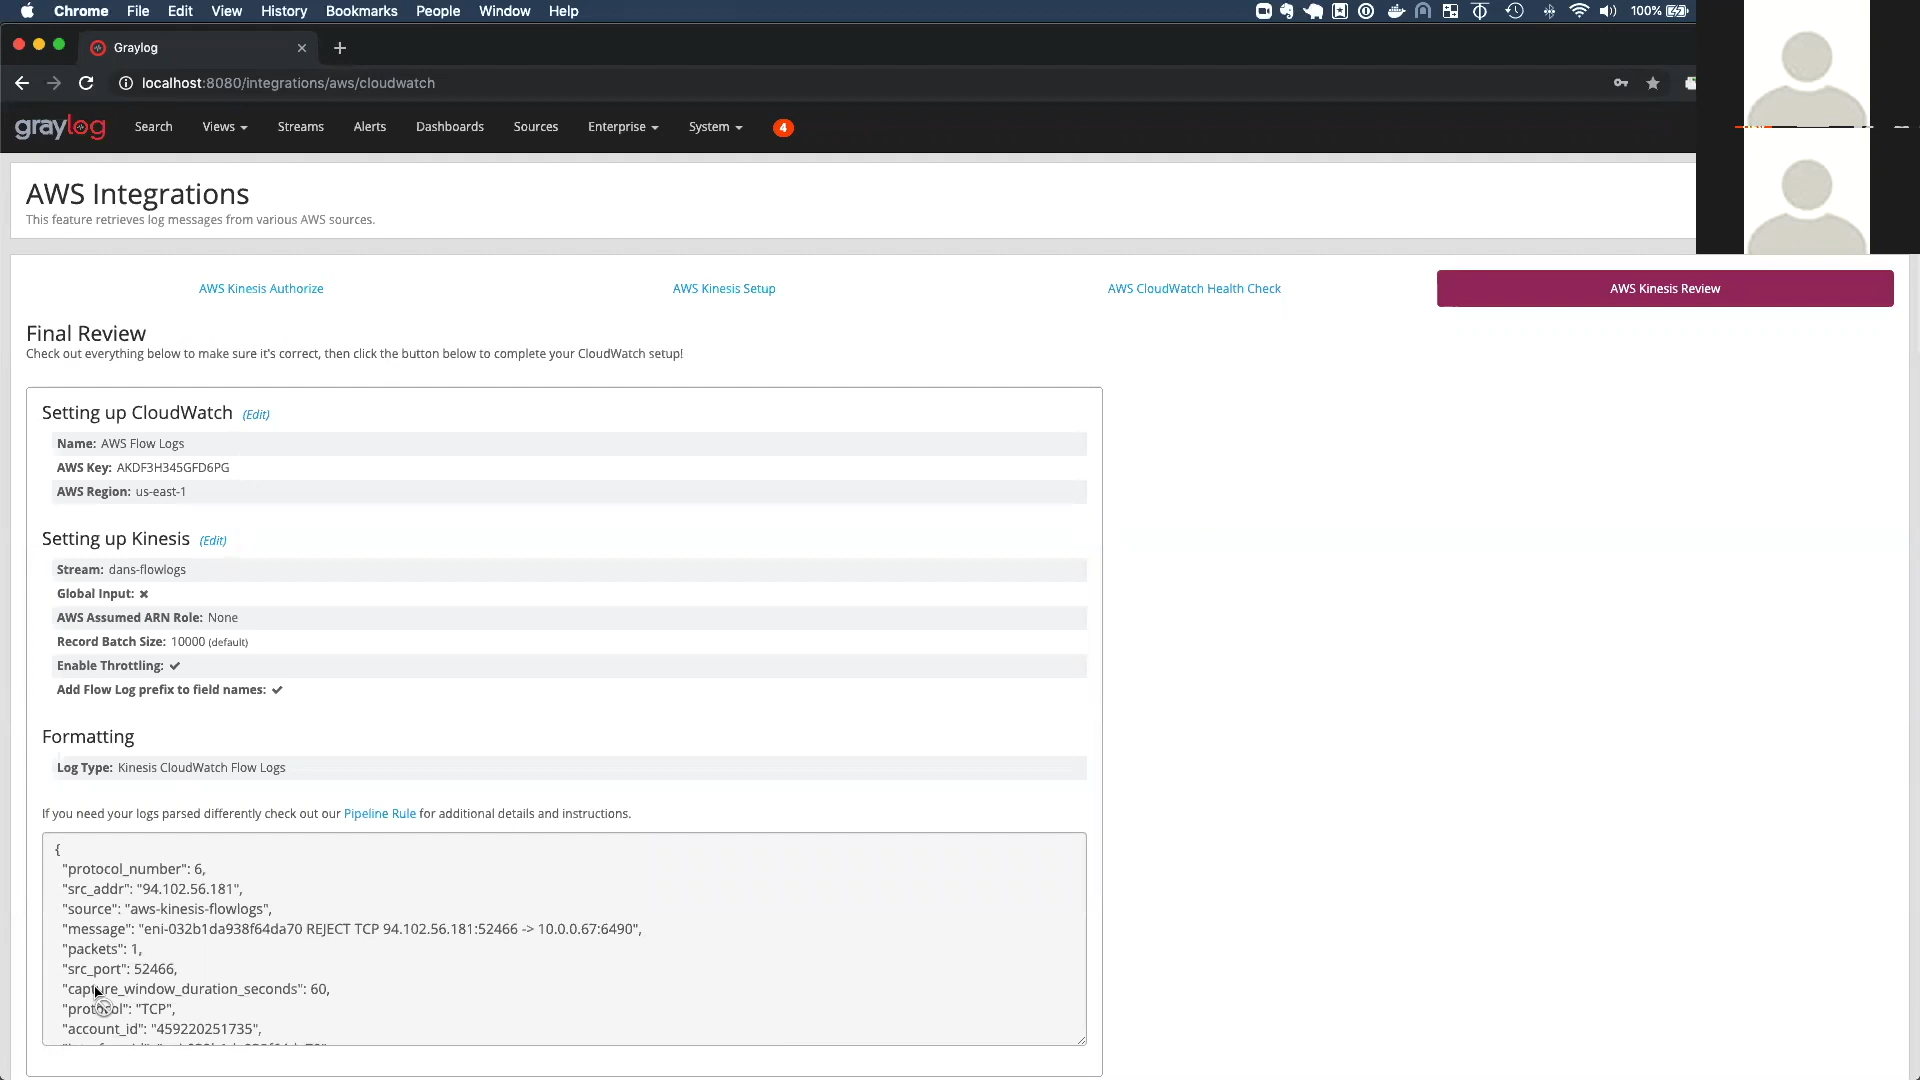 Chrome File Edit View History Bookmarks People Window Help
100%
Graylog
localhost:8080/integrations/aws/cloudwatch
graylog Search Views Streams Alerts Dashboards Sources Enterprise System 4
AWS Integrations
This feature retrieves log messages from various AWS sources.
AWS Kinesis Authorize AWS Kinesis Setup AWS CloudWatch Health Check AWS Kinesis Review
Final Review
Check out everything below to make sure it's correct, then click the button below to complete your CloudWatch setup!
Setting up CloudWatch (Edit)
Name: AWS Flow Logs
AWS Key: AKDF3H345GFD6PG
AWS Region: us-east-1
Setting up Kinesis (Edit)
Stream: dans-flowlogs
Global Input: ✖
AWS Assumed ARN Role: None
Record Batch Size: 10000 (default)
Enable Throttling: ✔
Add Flow Log prefix to field names: ✔
Formatting
Log Type: Kinesis CloudWatch Flow Logs
If you need your logs parsed differently check out our Pipeline Rule for additional details and instructions.
{
"protocol_number": 6,
"src_addr": "94.102.56.181",
"source": "aws-kinesis-flowlogs",
"message": "eni-032b1da938f64da70 REJECT TCP 94.102.56.181:52466 -> 10.0.0.67:6490",
"packets": 1,
"src_port": 52466,
"capture_window_duration_seconds": 60,
"protocol": "TCP",
"account_id": "459220251735",